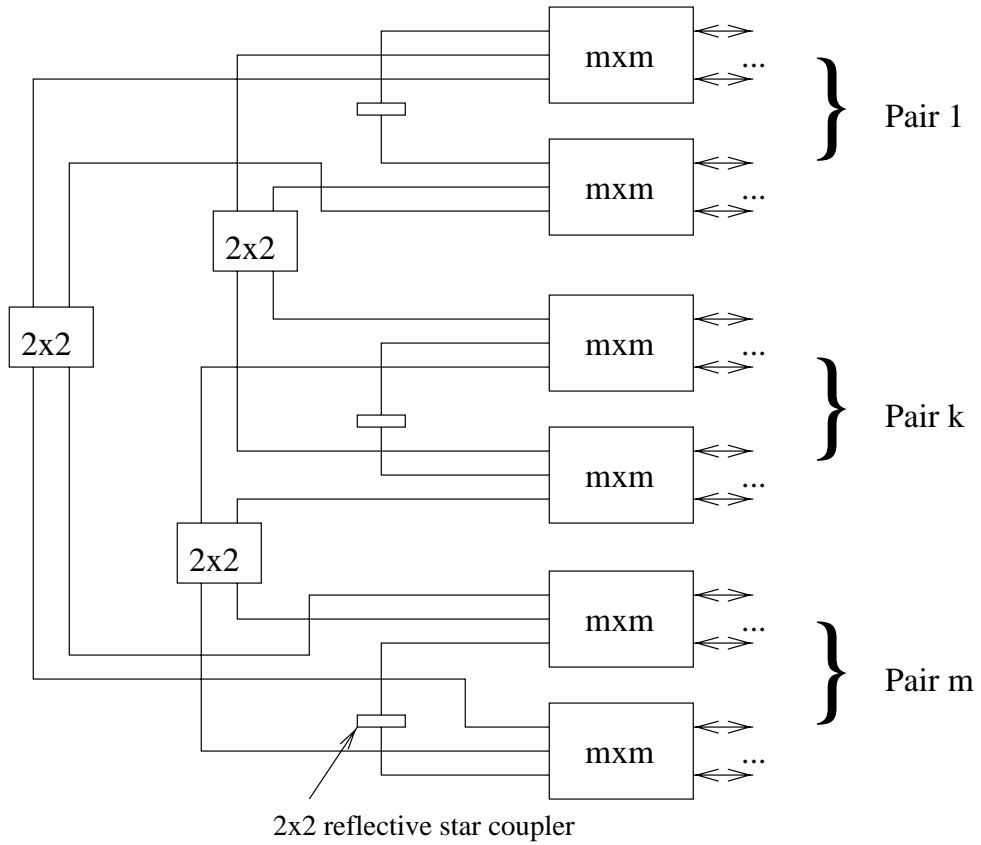 mxm
...
}
Pair 1
mxm
...
2x2
2x2
mxm
...
}
Pair k
mxm
...
2x2
mxm
...
}
Pair m
mxm
...
2x2 reflective star coupler